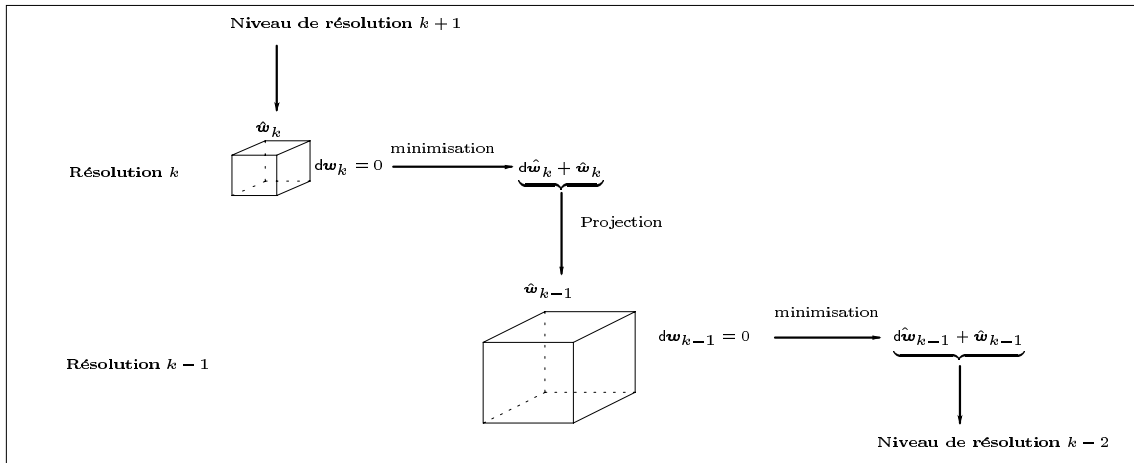 Niveau de résolution k + 1
ŵ_k
Résolution k
dw_k = 0
minimisation
dŵ_k + ŵ_k
Projection
ŵ_{k−1}
Résolution k − 1
dw_{k−1} = 0
minimisation
dŵ_{k−1} + ŵ_{k−1}
Niveau de résolution k − 2